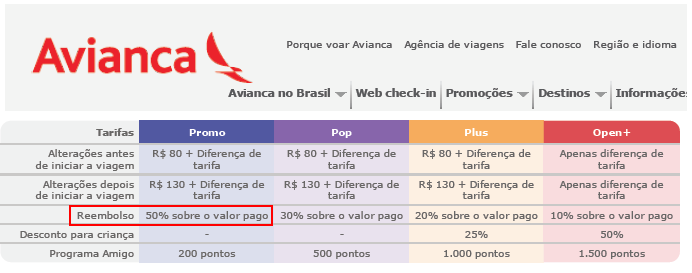 Avianca
Porque voar Avianca Agência de viagens Fale conosco Região e idioma
Avianca no Brasil Web check-in Promoções Destinos Informações
Tarifas Promo Pop Plus Open+
Alterações antes de iniciar a viagem R$ 80 + Diferença de tarifa R$ 80 + Diferença de tarifa R$ 80 + Diferença de tarifa Apenas diferença de tarifa
Alterações depois de iniciar a viagem R$ 130 + Diferença de tarifa R$ 130 + Diferença de tarifa R$ 130 + Diferença de tarifa Apenas diferença de tarifa
Reembolso 50% sobre o valor pago 30% sobre o valor pago 20% sobre o valor pago 10% sobre o valor pago
Desconto para criança - - 25% 50%
Programa Amigo 200 pontos 500 pontos 1.000 pontos 1.500 pontos